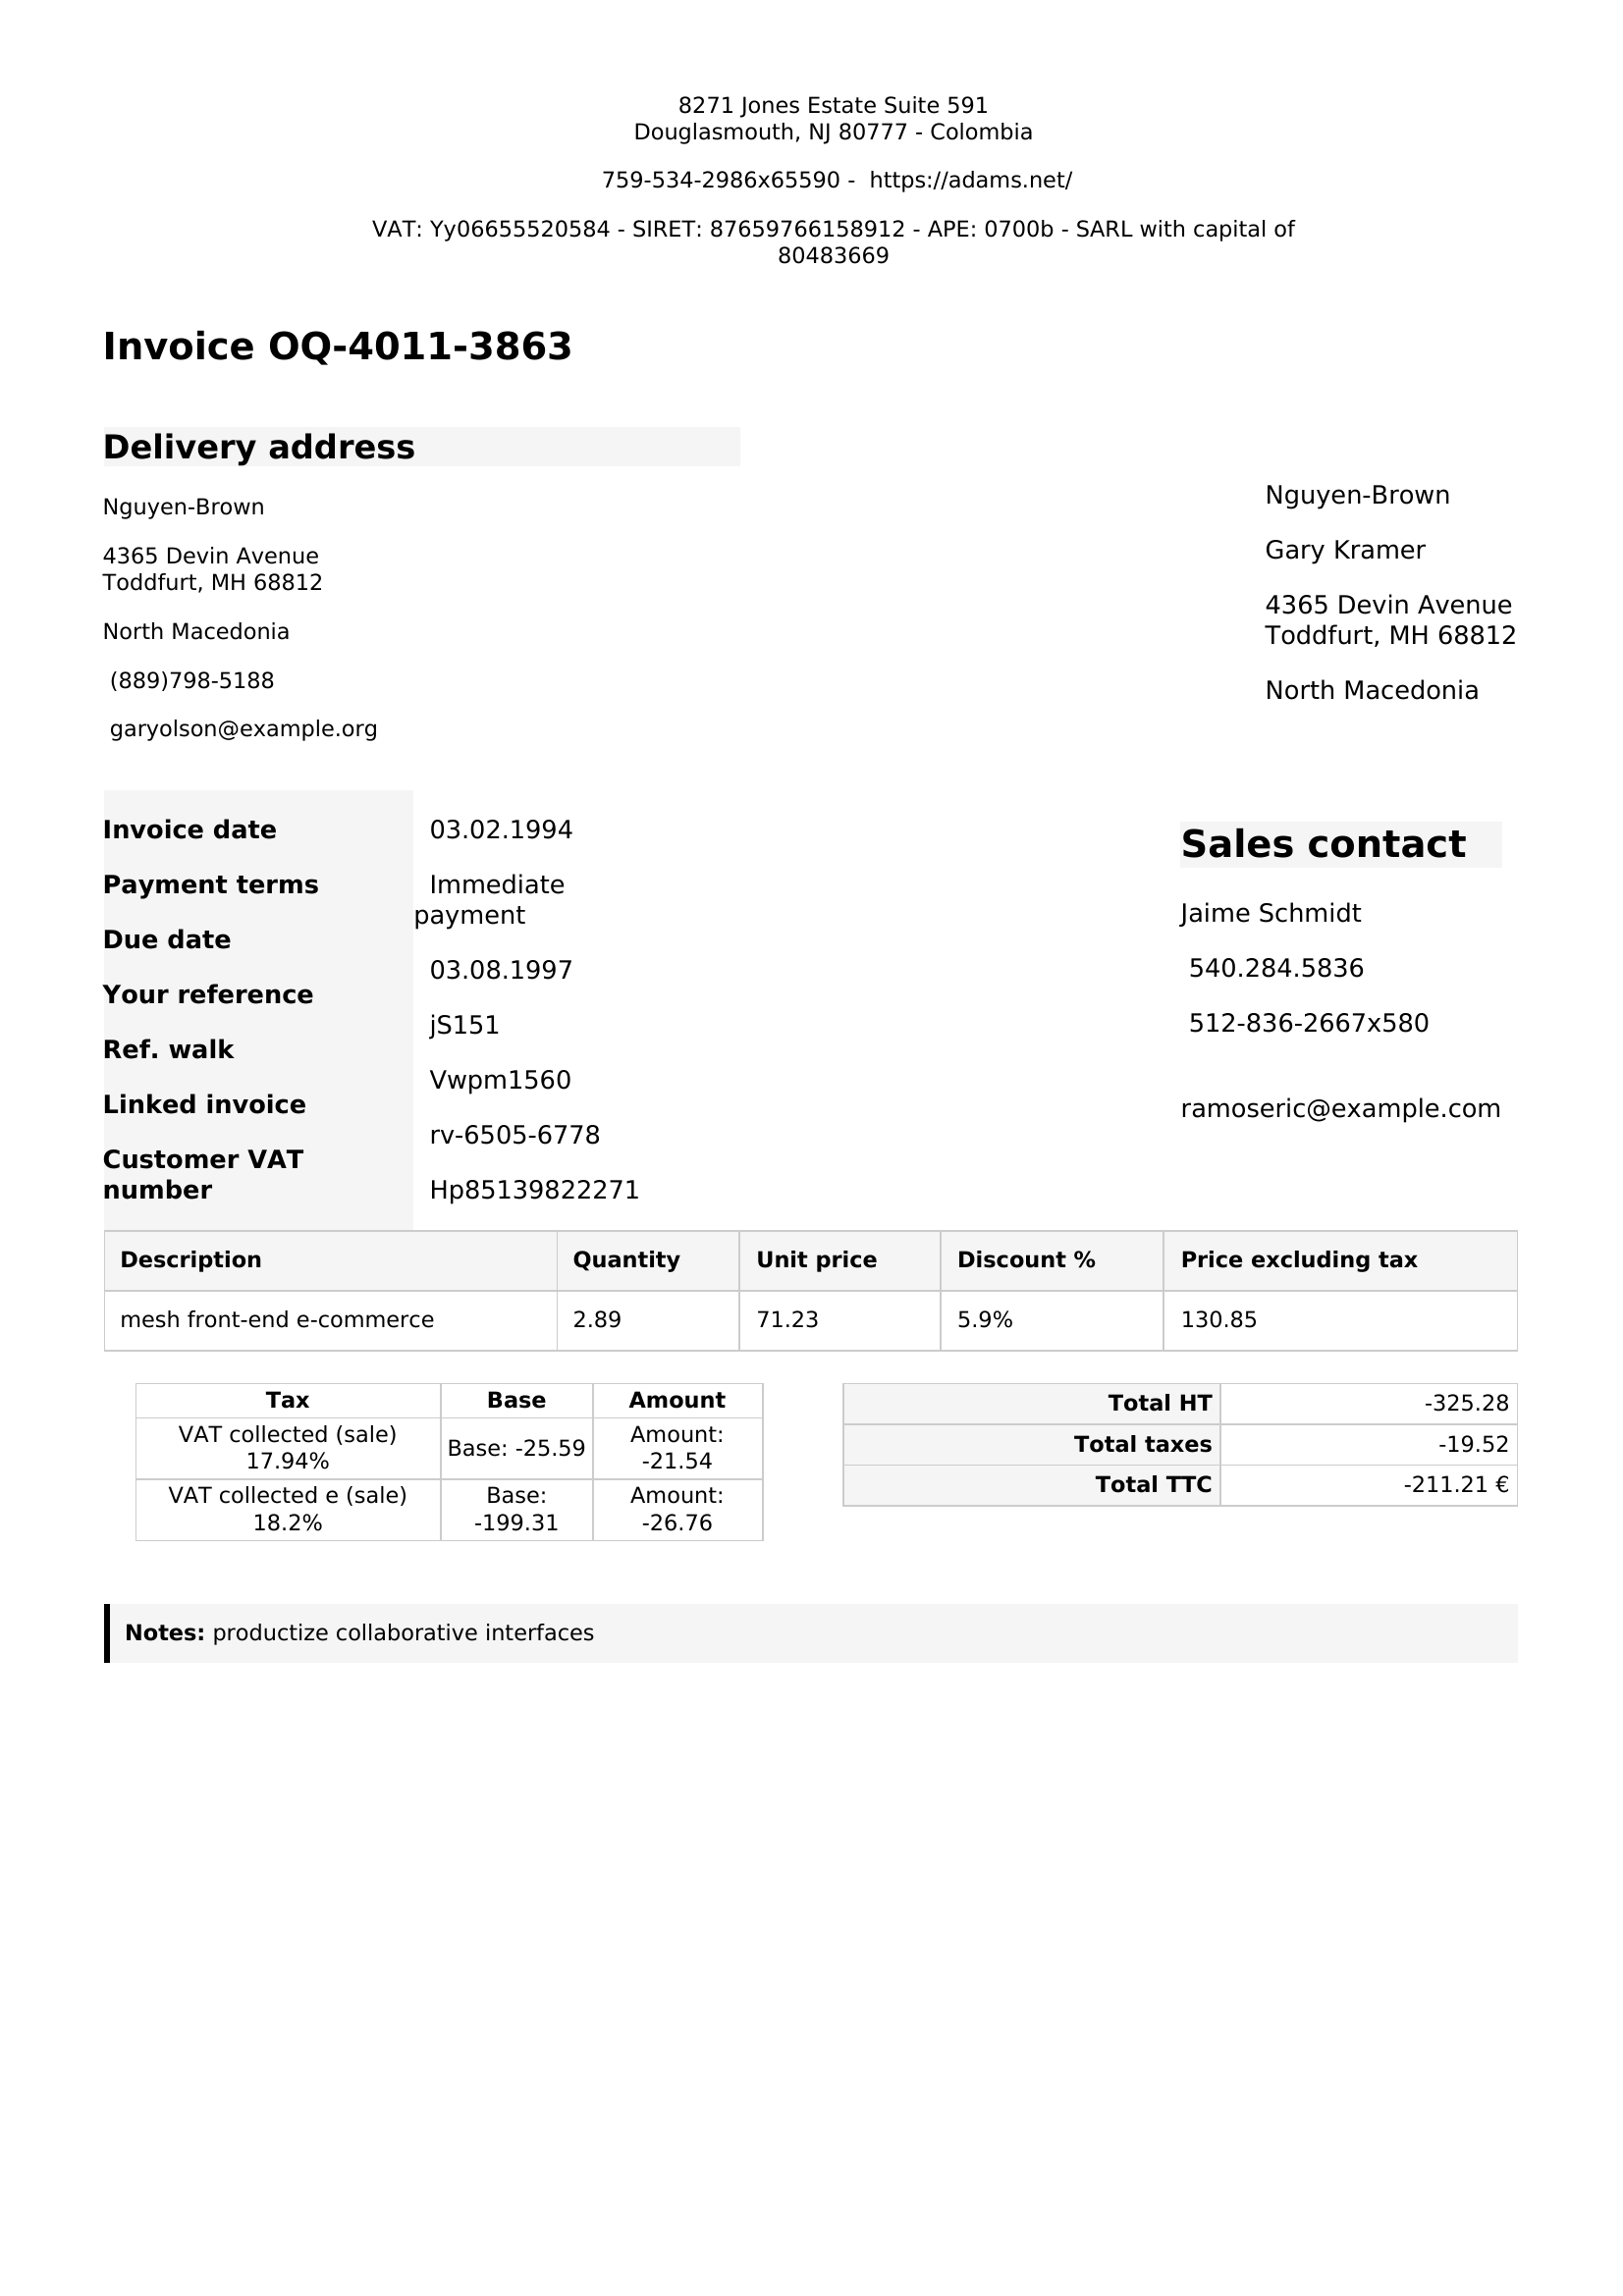 8271 Jones Estate Suite 591
Douglasmouth, NJ 80777 - Colombia
759-534-2986x65590 - https://adams.net/
VAT: Yy06655520584 - SIRET: 87659766158912 - APE: 0700b - SARL with capital of
80483669
Invoice OQ-4011-3863
Delivery address
Nguyen-Brown
4365 Devin Avenue
Toddfurt, MH 68812
North Macedonia
(889)798-5188
garyolson@example.org
Nguyen-Brown
Gary Kramer
4365 Devin Avenue
Toddfurt, MH 68812
North Macedonia
Invoice date
Payment terms
Due date
Your reference
Ref. walk
Linked invoice
Customer VAT
number
03.02.1994
Immediate
payment
03.08.1997
jS151
Vwpm1560
rv-6505-6778
Hp85139822271
Sales contact
Jaime Schmidt
540.284.5836
512-836-2667x580
ramoseric@example.com
Description Quantity Unit price Discount % Price excluding tax
mesh front-end e-commerce 2.89 71.23 5.9% 130.85
Tax Base Amount
VAT collected (sale)
17.94%
Base: -25.59
Amount:
-21.54
VAT collected e (sale)
18.2%
Base:
-199.31
Amount:
-26.76
Total HT -325.28
Total taxes -19.52
Total TTC -211.21 €
Notes: productize collaborative interfaces